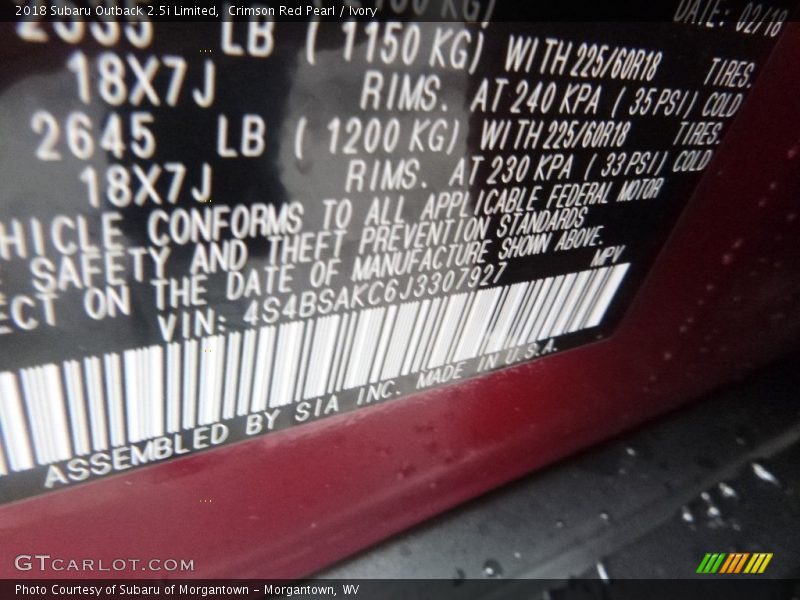 2018 Subaru Outback 2.5i Limited, Crimson Red Pearl / Ivory
DATE: 02/18
LB ( 1150 KG) WITH 225/60R18 TIRES.
18X7J RIMS. AT 240 KPA ( 35 PSI) COLD
2645 LB ( 1200 KG) WITH 225/60R18 TIRES.
18X7J RIMS. AT 230 KPA ( 33 PSI) COLD
HICLE CONFORMS TO ALL APPLICABLE FEDERAL MOTOR
SAFETY AND THEFT PREVENTION STANDARDS
ECT ON THE DATE OF MANUFACTURE SHOWN ABOVE.
VIN: 4S4BSAKC6J3307927 MPV
ASSEMBLED BY SIA INC. MADE IN U.S.A.
GTCARLOT.COM
Photo Courtesy of Subaru of Morgantown - Morgantown, WV